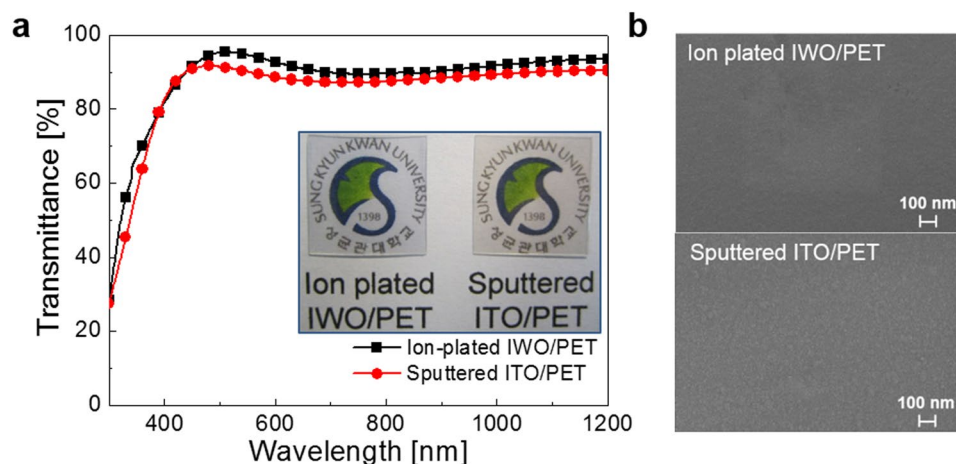 a
Transmittance [%]
100
80
60
40
20
0
400
600
800
1000
1200
Wavelength [nm]
SUNGKYUNKWAN UNIVERSITY
1398
성균관대학교
Ion plated
IWO/PET
SUNGKYUNKWAN UNIVERSITY
1398
성균관대학교
Sputtered
ITO/PET
Ion-plated IWO/PET
Sputtered ITO/PET
b
Ion plated IWO/PET
100 nm
Sputtered ITO/PET
100 nm